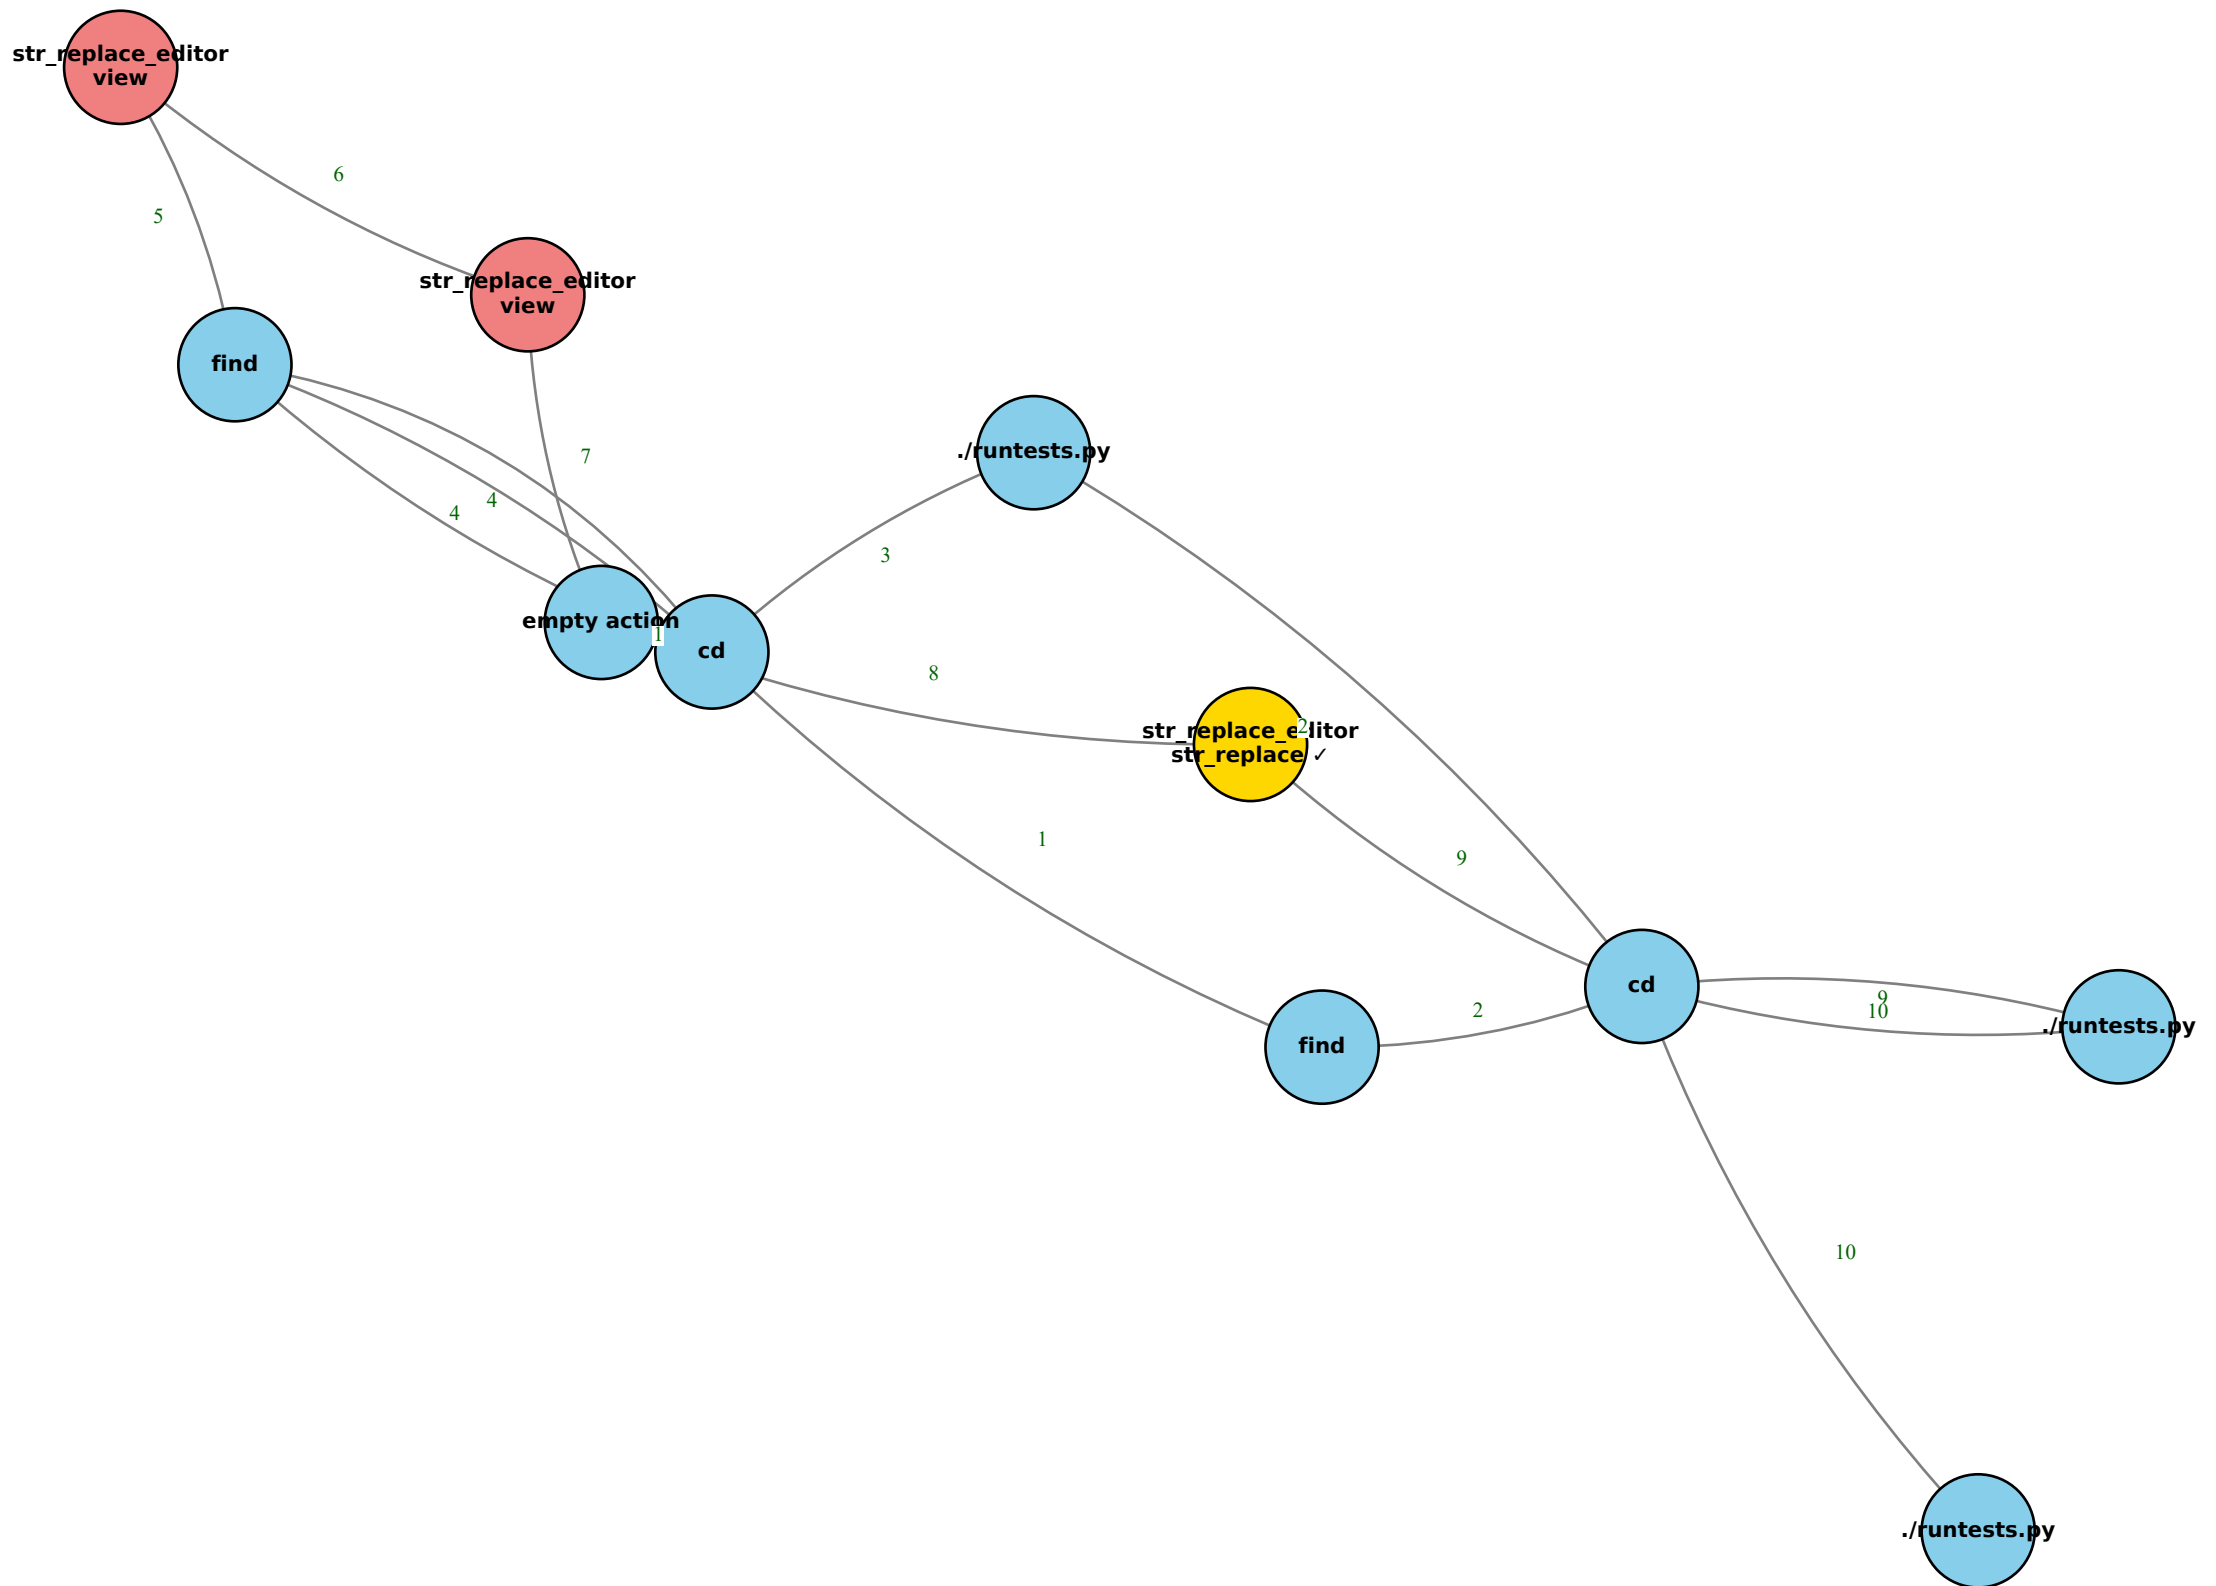 str_replace_editor
view
6
5
str_replace_editor
view
find
7
./runtests.py
4
4
3
empty action
1
cd
8
2
str_replace_editor
str_replace ✓
1
9
cd
9
2
10
./runtests.py
find
10
./runtests.py